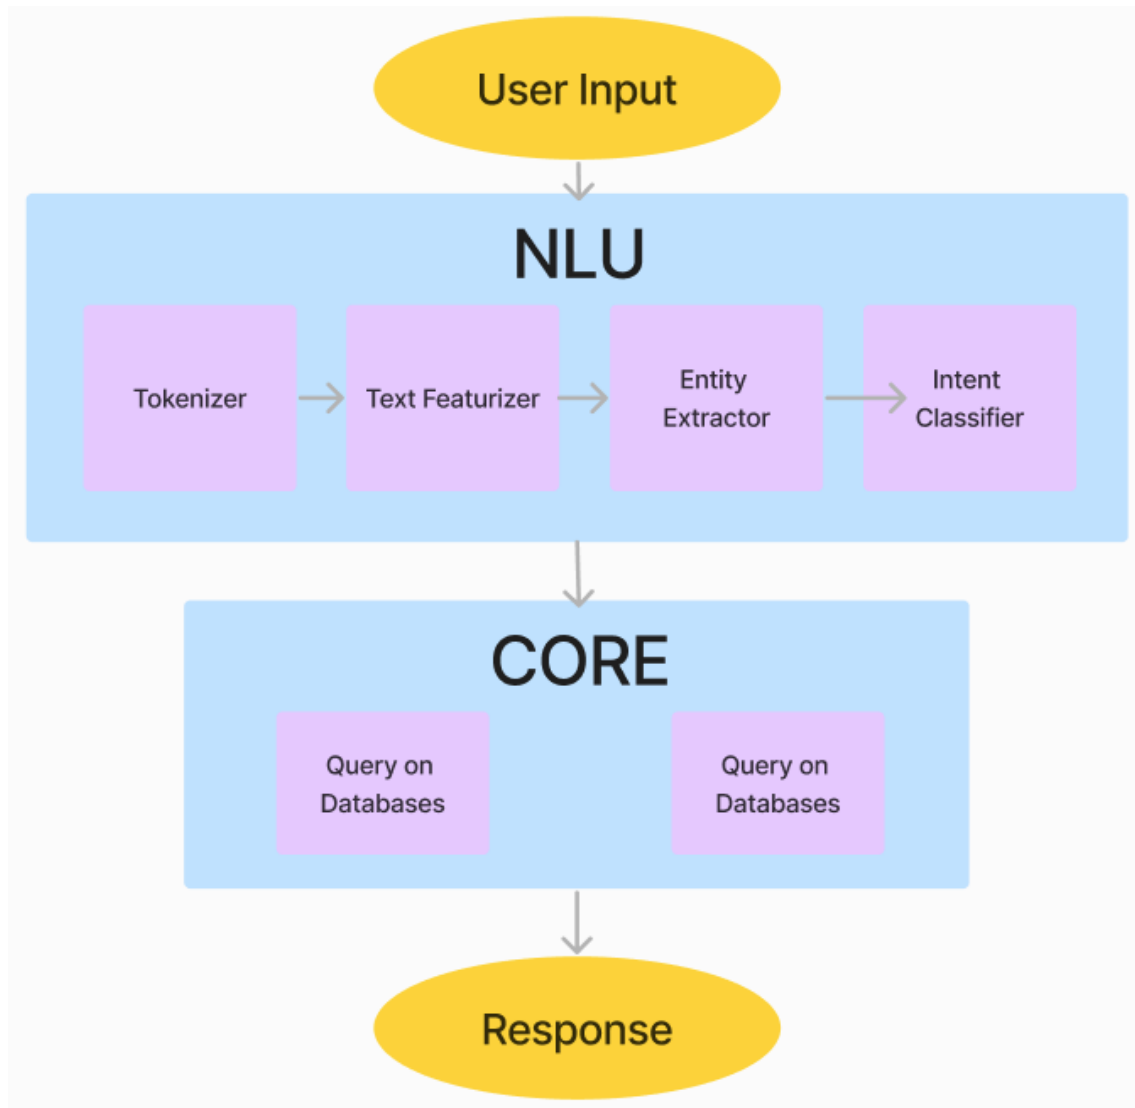 User Input
NLU
Tokenizer
Text Featurizer
Entity
Extractor
Intent
Classifier
CORE
Query on
Databases
Query on
Databases
Response